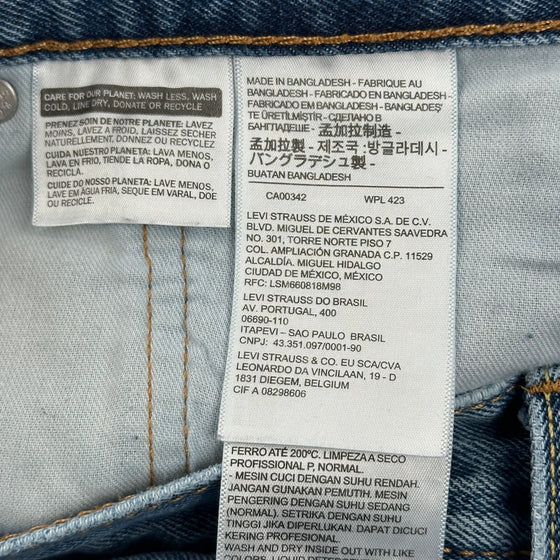 CARE FOR OUR PLANET: WASH LESS, WASH
COLD, LINE DRY, DONATE OR RECYCLE
PRENEZ SOIN DE NOTRE PLANETE: LAVEZ
MOINS, LAVEZ A FROID, LAISSEZ SECHER
NATURELLEMENT, DONNEZ OU RECYCLEZ.
CUIDA NUESTRO PLANETA: LAVA MENOS,
LAVA EN FRIO, TIENDE LA ROPA, DONA O
RECICLA.
CUIDE DO NOSSO PLANETA: LAVE MENOS,
LAVE EM ÁGUA FRIA, SEQUE EM VARAL, DOE
OU RECICLE.
MADE IN BANGLADESH - FABRIQUE AU
BANGLADESH - FABRICADO EN BANGLADESH -
FABRICADO EM BANGLADESH - BANGLADEŞ'
TE ÜRETİLMİŞTİR - СДЕЛАНО В
БАНГЛАДЕШЕ - 孟加拉制造 -
孟加拉製 - 제조국 : 방글라데시 -
バングラデシュ製 -
BUATAN BANGLADESH
CA00342 WPL 423
LEVI STRAUSS DE MÉXICO S.A. DE C.V.
BLVD. MIGUEL DE CERVANTES SAAVEDRA
NO. 301, TORRE NORTE PISO 7
COL. AMPLIACIÓN GRANADA C.P. 11529
ALCALDÍA. MIGUEL HIDALGO
CIUDAD DE MÉXICO, MÉXICO
RFC: LSM660818M98
LEVI STRAUSS DO BRASIL
AV. PORTUGAL, 400
06690-110
ITAPEVI – SAO PAULO BRASIL
CNPJ: 43.351.097/0001-90
LEVI STRAUSS & CO. EU SCA/CVA
LEONARDO DA VINCILAAN, 19 - D
1831 DIEGEM, BELGIUM
CIF A 08298606
FERRO ATÉ 200ºC. LIMPEZA A SECO
PROFISSIONAL P, NORMAL.
- MESIN CUCI DENGAN SUHU RENDAH.
JANGAN GUNAKAN PEMUTIH. MESIN
PENGERING DENGAN SUHU SEDANG
(NORMAL). SETRIKA DENGAN SUHU
TINGGI JIKA DIPERLUKAN. DAPAT DICUCI
KERING PROFESIONAL.
WASH AND DRY INSIDE OUT WITH LIKE